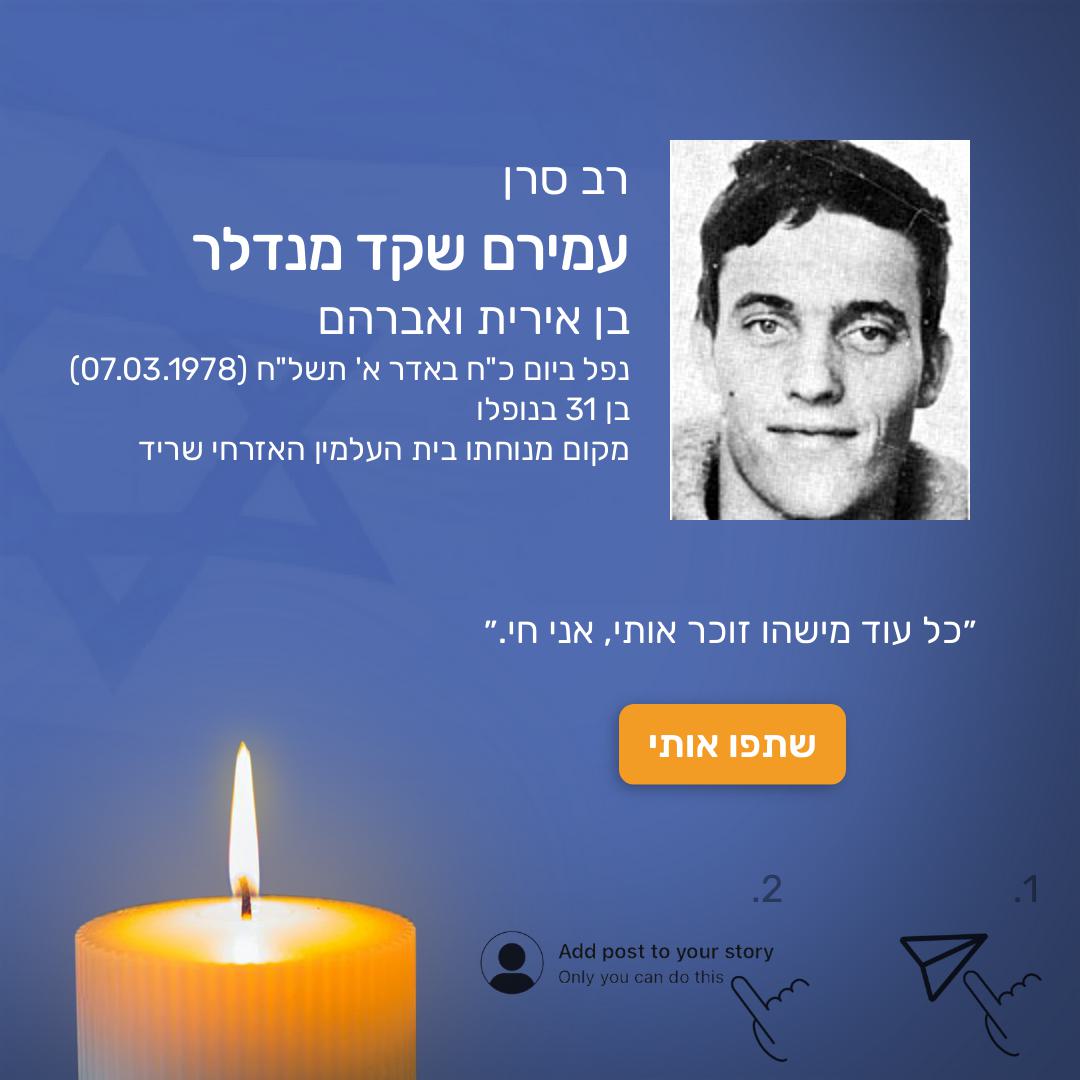 רב סרן
עמירם שקד מנדלר
בן אירית ואברהם
נפל ביום כ"ח באדר א' תשל"ח (07.03.1978)
בן 31 בנופלו
מקום מנוחתו בית העלמין האזרחי שריד
״כל עוד מישהו זוכר אותי, אני חי.״
שתפו אותי
1.
2.
Add post to your story
Only you can do this